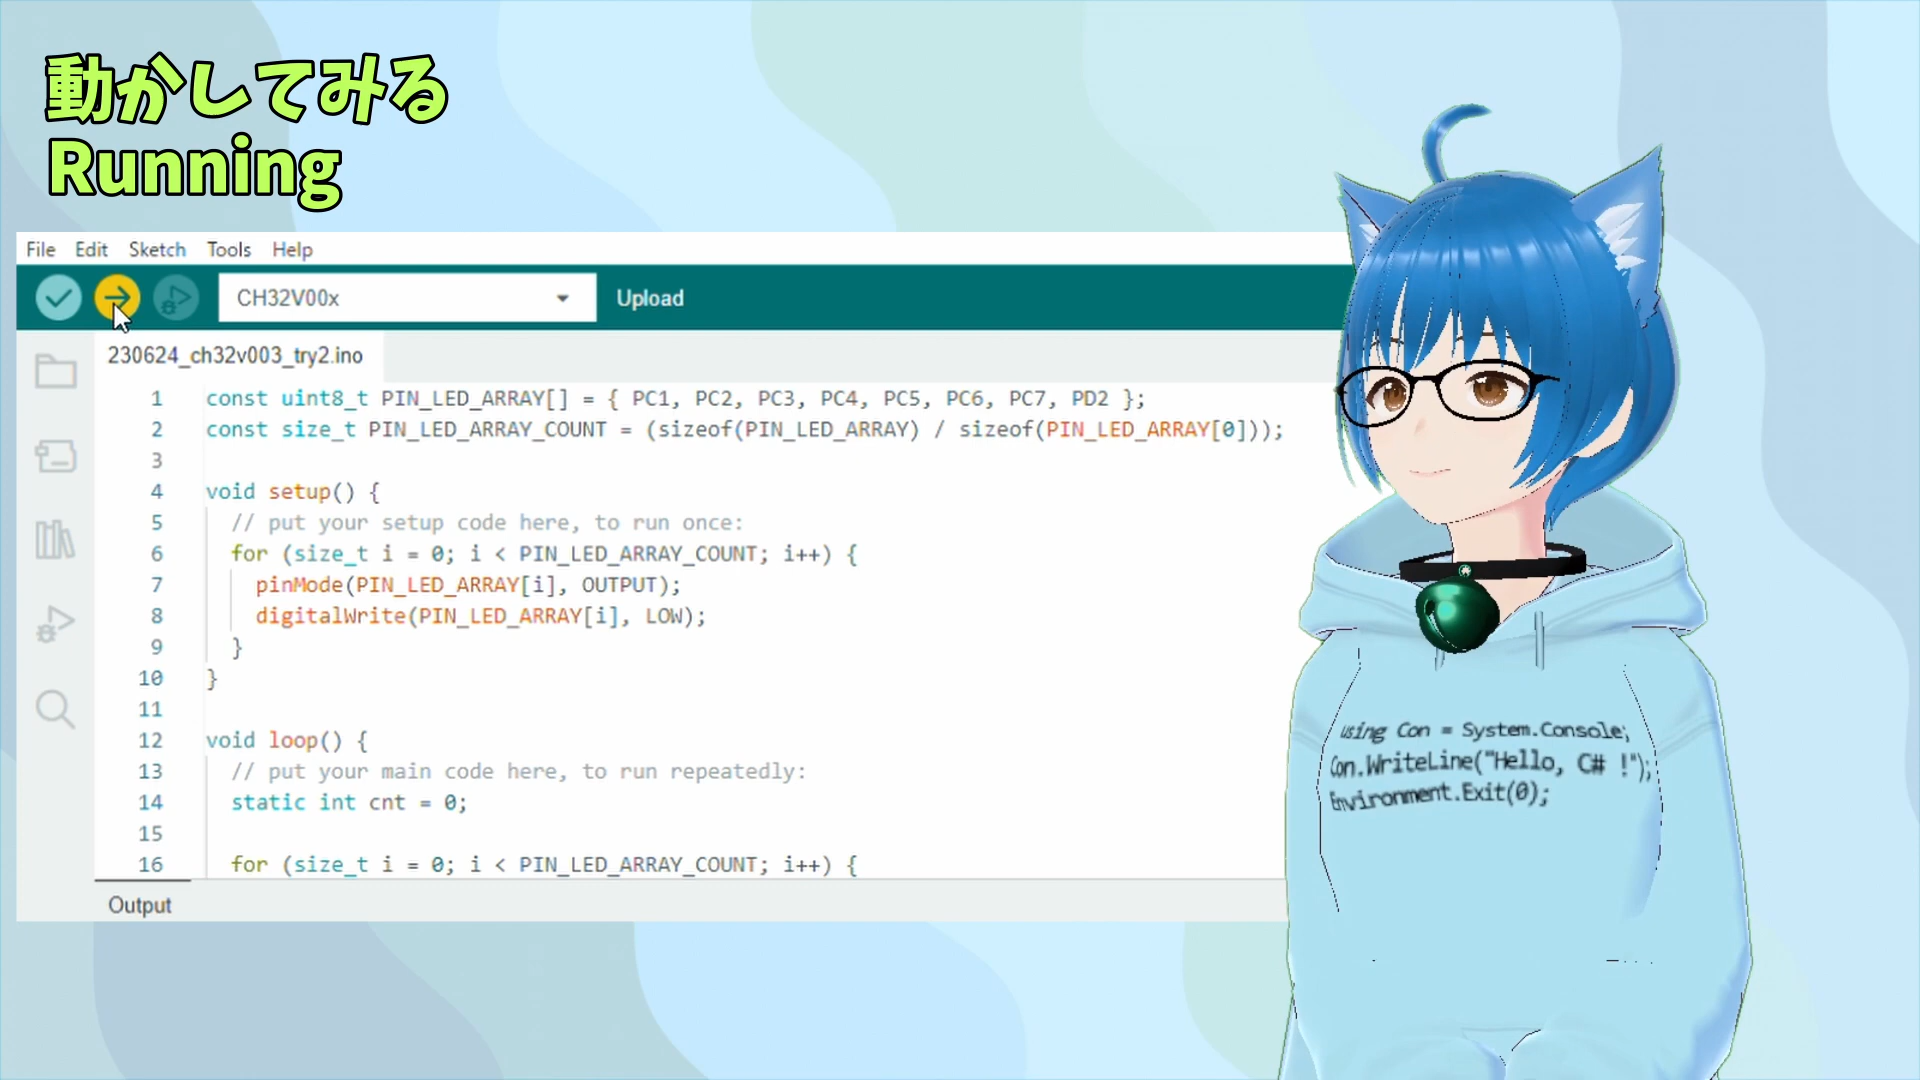 動かしてみる
Running
File Edit Sketch Tools Help
CH32V00x Upload
230624_ch32v003_try2.ino
1 const uint8_t PIN_LED_ARRAY[] = { PC1, PC2, PC3, PC4, PC5, PC6, PC7, PD2 };
2 const size_t PIN_LED_ARRAY_COUNT = (sizeof(PIN_LED_ARRAY) / sizeof(PIN_LED_ARRAY[0]));
3
4 void setup() {
5 // put your setup code here, to run once:
6 for (size_t i = 0; i < PIN_LED_ARRAY_COUNT; i++) {
7 pinMode(PIN_LED_ARRAY[i], OUTPUT);
8 digitalWrite(PIN_LED_ARRAY[i], LOW);
9 }
10 }
11
12 void loop() {
13 // put your main code here, to run repeatedly:
14 static int cnt = 0;
15
16 for (size_t i = 0; i < PIN_LED_ARRAY_COUNT; i++) {
Output
using Con = System.Console;
Con.WriteLine("Hello, C# !");
Environment.Exit(0);